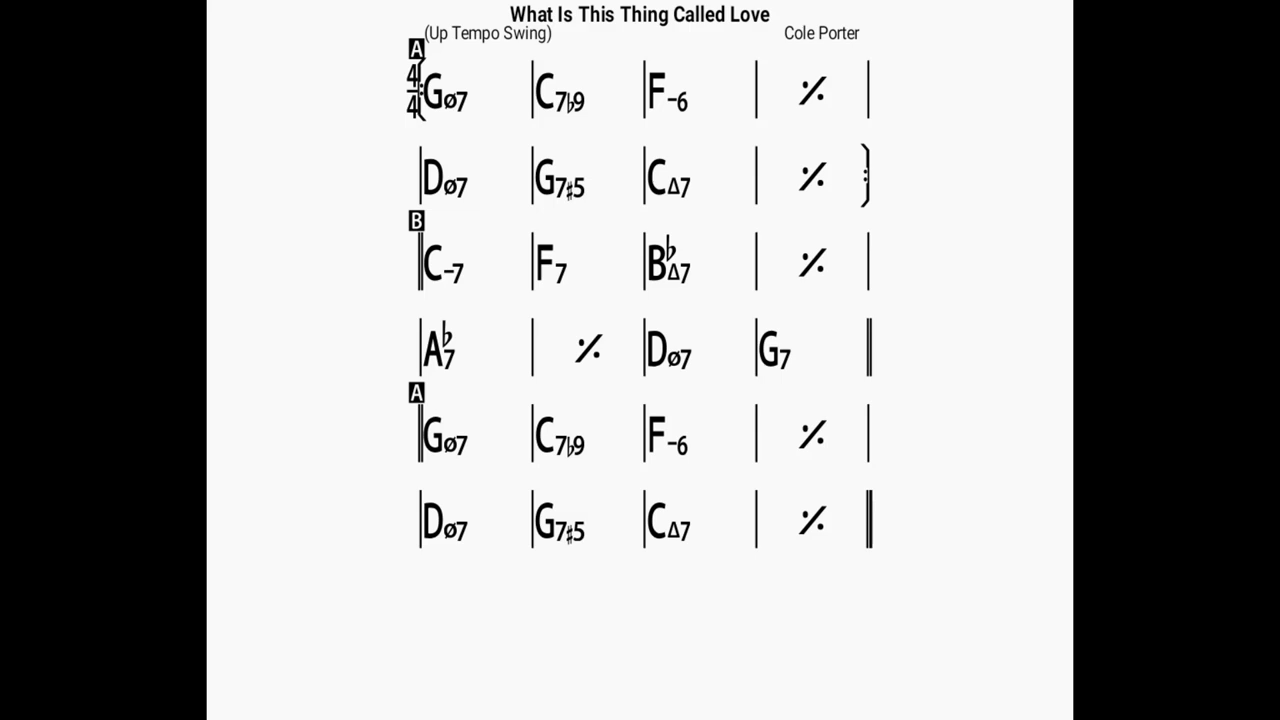 What Is This Thing Called Love
(Up Tempo Swing) Cole Porter
A
4/4 Gø7 | C7♭9 | F-6 | 𝄎 |
| Dø7 | G7♯5 | CΔ7 | 𝄎
B
C-7 | F7 | B♭Δ7 | 𝄎 |
| A♭7 | 𝄎 | Dø7 | G7
A
Gø7 | C7♭9 | F-6 | 𝄎 |
| Dø7 | G7♯5 | CΔ7 | 𝄎